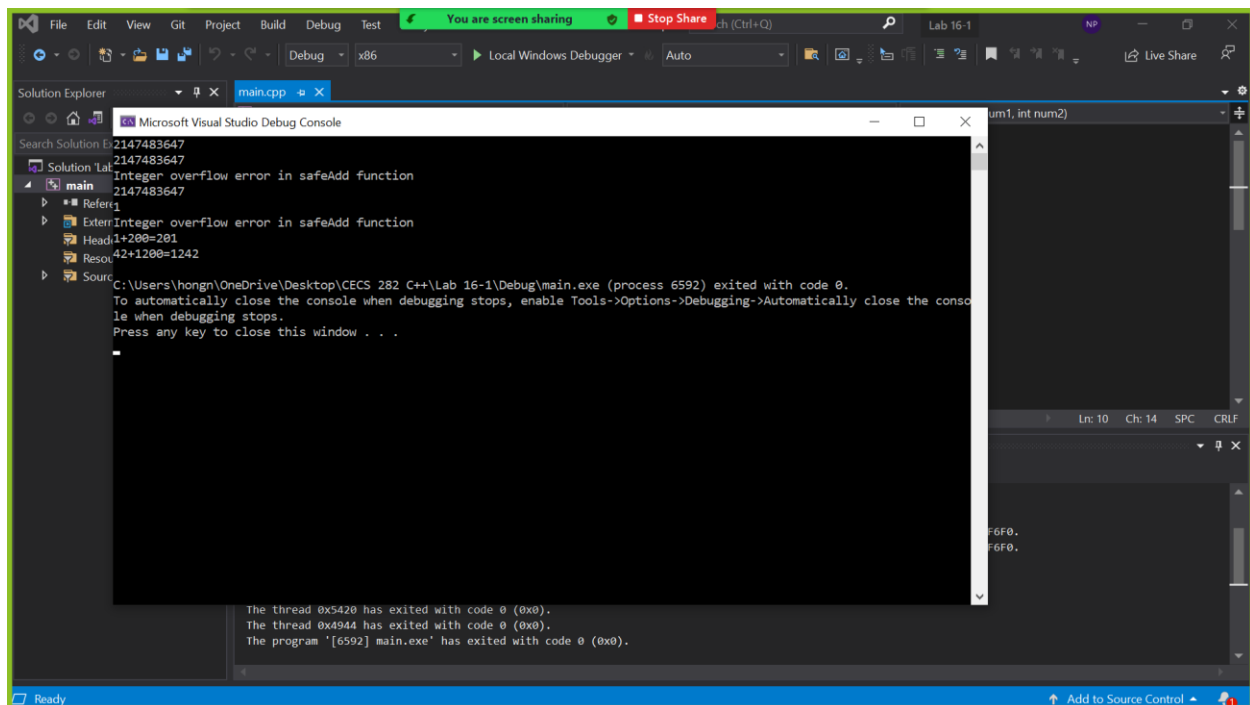 File Edit View Git Project Build Debug Test
You are screen sharing Stop Share
ch (Ctrl+Q)
Lab 16-1
NP
Debug x86 Local Windows Debugger Auto
Live Share
Solution Explorer
main.cpp
um1, int num2)
Microsoft Visual Studio Debug Console
Search Solution E
Solution 'Lab
main
Refere
Extern
Heade
Resou
Sourc
2147483647
2147483647
Integer overflow error in safeAdd function
2147483647
1
Integer overflow error in safeAdd function
1+200=201
42+1200=1242
C:\Users\hongn\OneDrive\Desktop\CECS 282 C++\Lab 16-1\Debug\main.exe (process 6592) exited with code 0.
To automatically close the console when debugging stops, enable Tools->Options->Debugging->Automatically close the conso
le when debugging stops.
Press any key to close this window . . .
Ln: 10 Ch: 14 SPC CRLF
F6F0.
F6F0.
The thread 0x5420 has exited with code 0 (0x0).
The thread 0x4944 has exited with code 0 (0x0).
The program '[6592] main.exe' has exited with code 0 (0x0).
Ready
Add to Source Control
1